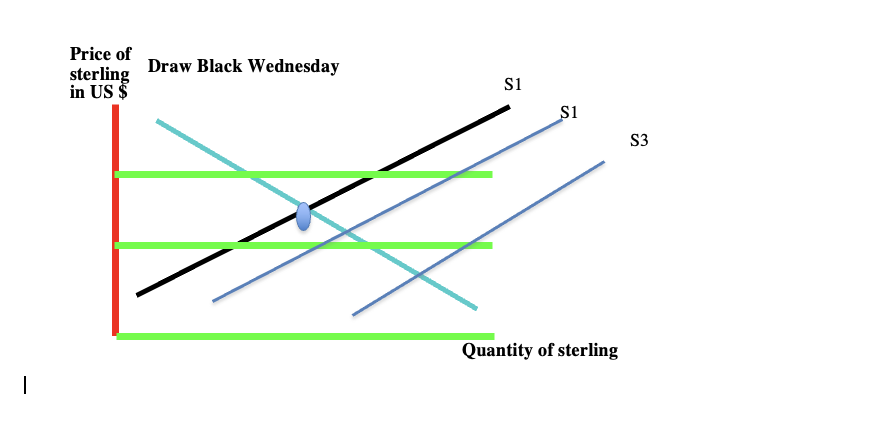 Price of
sterling
in US $
Draw Black Wednesday
S1
S1
S3
Quantity of sterling